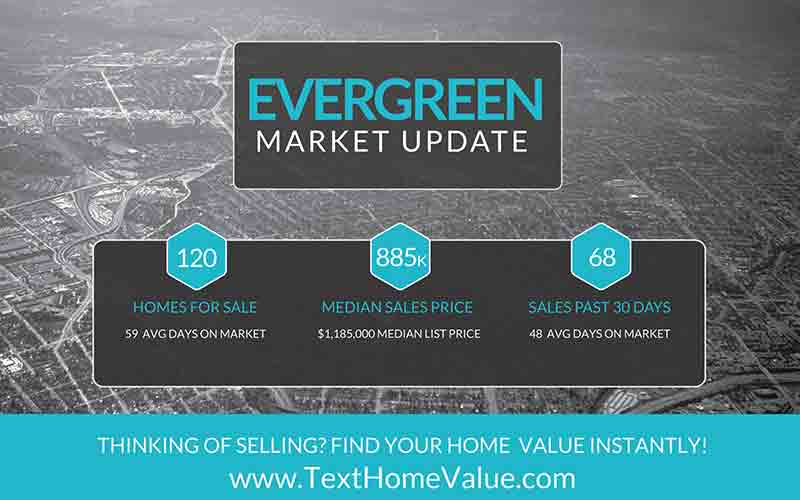 EVERGREEN
MARKET UPDATE
120
885K
68
HOMES FOR SALE
MEDIAN SALES PRICE
SALES PAST 30 DAYS
59 AVG DAYS ON MARKET
$1,185,000 MEDIAN LIST PRICE
48 AVG DAYS ON MARKET
THINKING OF SELLING? FIND YOUR HOME VALUE INSTANTLY!
www.TextHomeValue.com